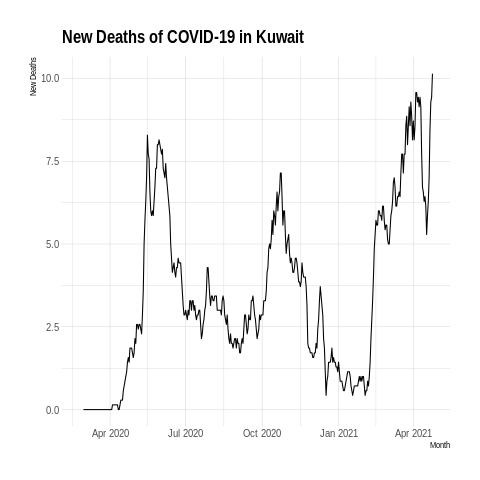 New Deaths of COVID-19 in Kuwait
New Deaths
10.0
7.5
5.0
2.5
0.0
Apr 2020 Jul 2020 Oct 2020 Jan 2021 Apr 2021
Month